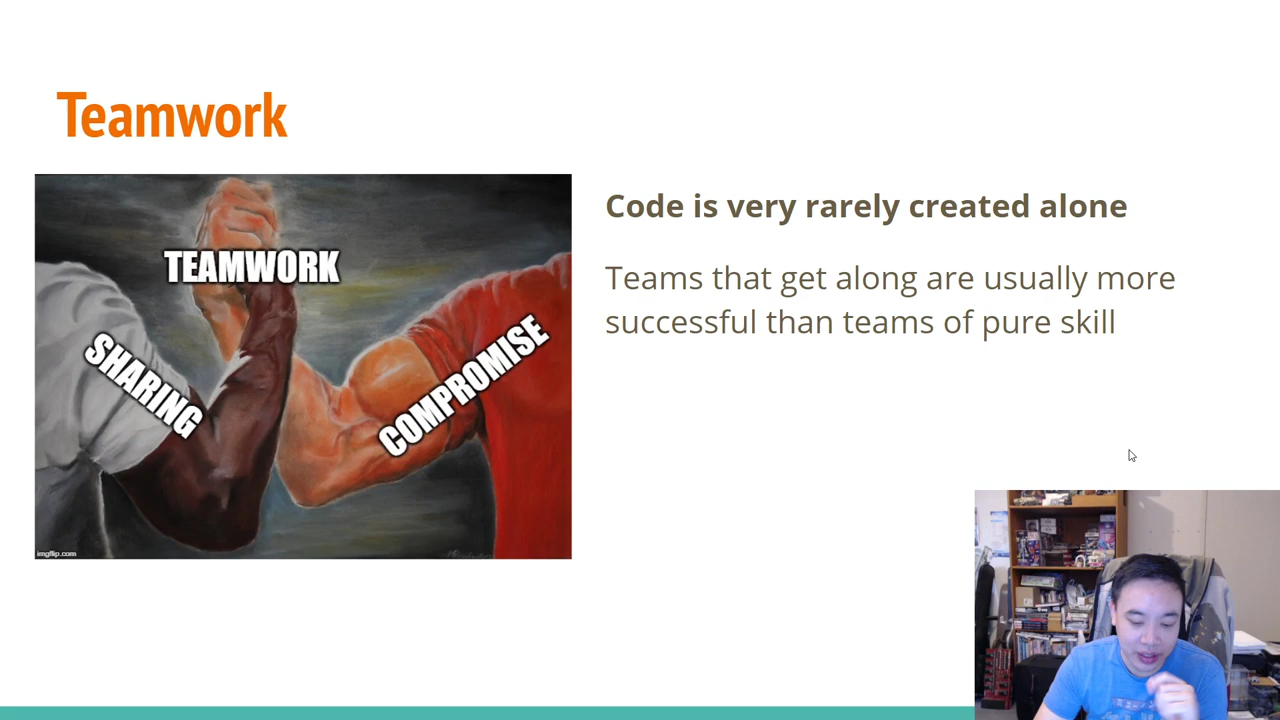 Teamwork
TEAMWORK
SHARING
COMPROMISE
imgflip.com
Code is very rarely created alone
Teams that get along are usually more
successful than teams of pure skill